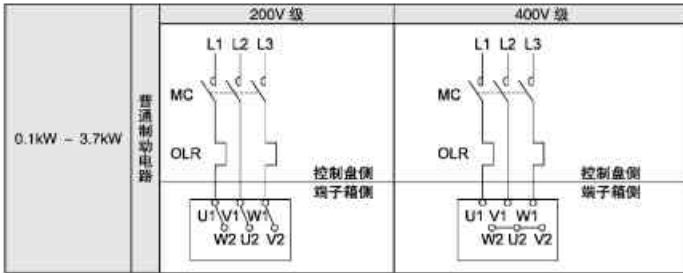 200V 级
400V 级
0.1kW - 3.7kW
普通制动电路
L1 L2 L3
MC
OLR
控制盘侧
端子箱侧
U1 V1 W1
W2 U2 V2
L1 L2 L3
MC
OLR
控制盘侧
端子箱侧
U1 V1 W1
W2 U2 V2